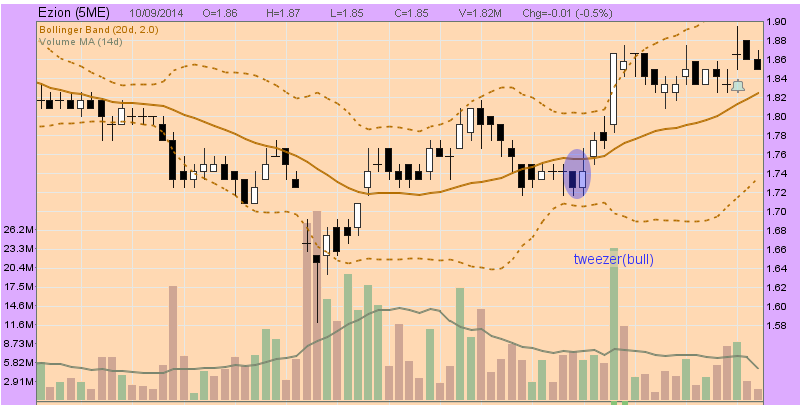 Ezion (5ME) 10/09/2014 O=1.86 H=1.87 L=1.85 C=1.85 V=1.82M Chg=-0.01 (-0.5%)
Bollinger Band (20d, 2.0)
Volume MA (14d)
1.90
1.88
1.86
1.84
1.82
1.80
1.78
1.76
1.74
1.72
1.70
1.68
1.66
1.64
1.62
1.60
1.58
26.2M
23.3M
20.4M
17.5M
14.6M
11.6M
8.73M
5.82M
2.91M
tweezer(bull)